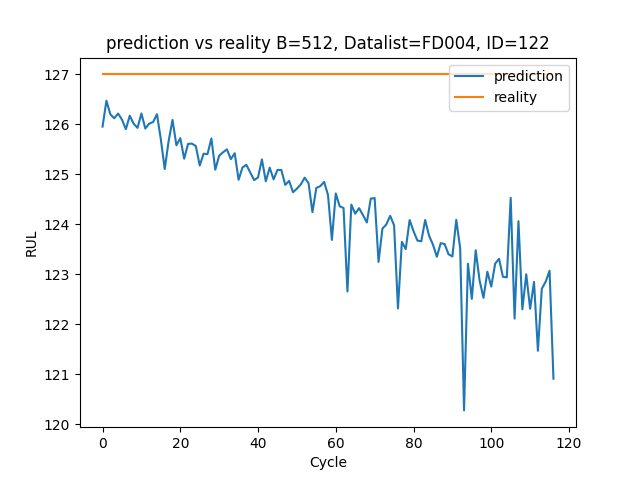 prediction vs reality B=512, Datalist=FD004, ID=122
127
126
125
124
123
122
121
120
RUL
prediction
reality
0 20 40 60 80 100 120
Cycle